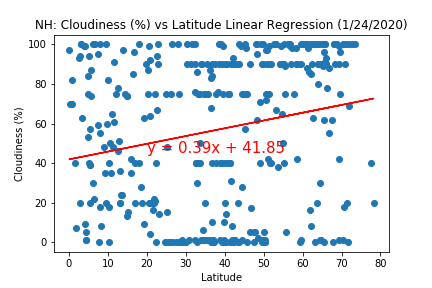 NH: Cloudiness (%) vs Latitude Linear Regression (1/24/2020)
100
80
60
40
20
0
Cloudiness (%)
y = 0.39x + 41.85
0 10 20 30 40 50 60 70 80
Latitude